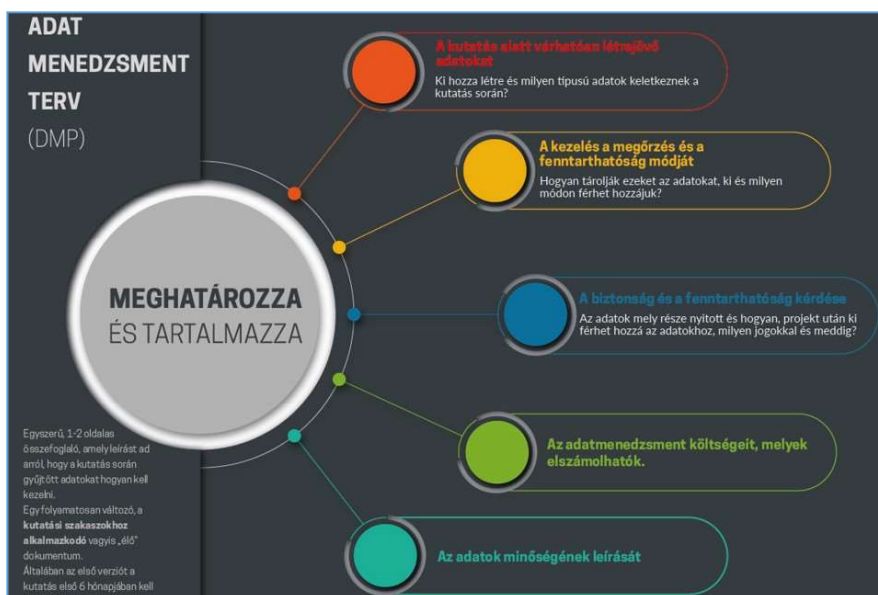 ADAT
MENEDZSMENT
TERV
(DMP)
MEGHATÁROZZA
ÉS TARTALMAZZA
A kutatás alatt várhatóan létrejövő
adatokat
Ki hozza létre és milyen típusú adatok keletkeznek a
kutatás során?
A kezelés a megőrzés és a
fenntarthatóság módját
Hogyan tárolják ezeket az adatokat, ki és milyen
módon férhet hozzájuk?
A biztonság és a fenntarthatóság kérdése
Az adatok mely része nyitott és hogyan, projekt után ki
férhet hozzá az adatokhoz, milyen jogokkal és meddig?
Az adatmenedzsment költségeit, melyek
elszámolhatók.
Az adatok minőségének leírását
Egyszerű, 1-2 oldalas
összefoglaló, amely leírást ad
arról, hogy a kutatás során
gyűjtött adatokat hogyan kell
kezelni.
Egy folyamatosan változó, a
kutatási szakaszokhoz
alkalmazkodó vagyis „élő"
dokumentum.
Általában az első verziót a
kutatás első 6 hónapjában kell